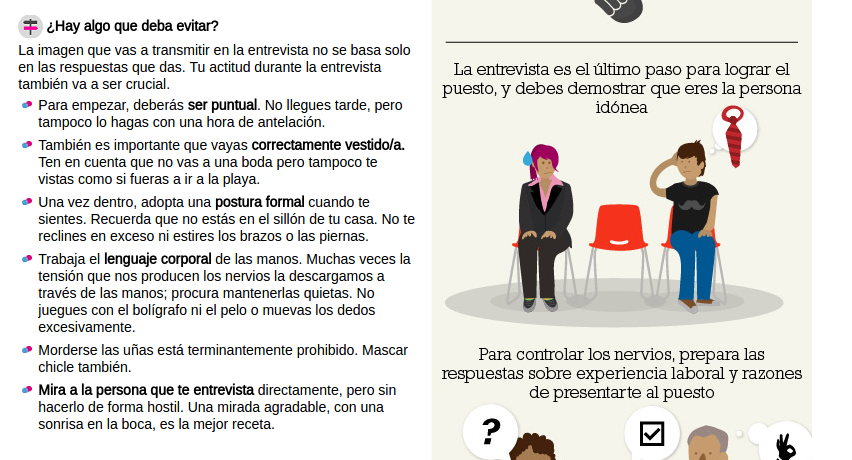 ¿Hay algo que deba evitar?
La imagen que vas a transmitir en la entrevista no se basa solo
en las respuestas que das. Tu actitud durante la entrevista
también va a ser crucial.
Para empezar, deberás ser puntual. No llegues tarde, pero
tampoco lo hagas con una hora de antelación.
También es importante que vayas correctamente vestido/a.
Ten en cuenta que no vas a una boda pero tampoco te
vistas como si fueras a ir a la playa.
Una vez dentro, adopta una postura formal cuando te
sientes. Recuerda que no estás en el sillón de tu casa. No te
reclines en exceso ni estires los brazos o las piernas.
Trabaja el lenguaje corporal de las manos. Muchas veces la
tensión que nos producen los nervios la descargamos a
través de las manos; procura mantenerlas quietas. No
juegues con el bolígrafo ni el pelo o muevas los dedos
excesivamente.
Morderse las uñas está terminantemente prohibido. Mascar
chicle también.
Mira a la persona que te entrevista directamente, pero sin
hacerlo de forma hostil. Una mirada agradable, con una
sonrisa en la boca, es la mejor receta.
La entrevista es el último paso para lograr el
puesto, y debes demostrar que eres la persona
idónea
Para controlar los nervios, prepara las
respuestas sobre experiencia laboral y razones
de presentarte al puesto
?